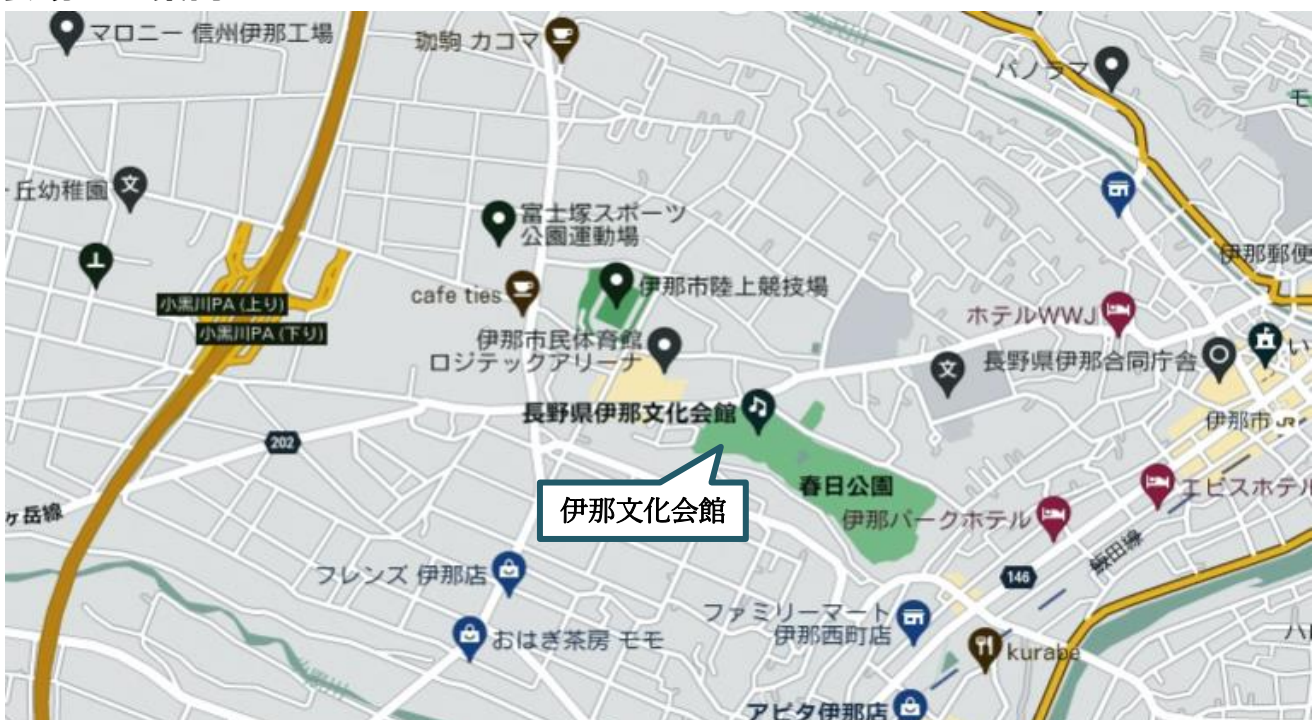 マロニー 信州伊那工場
珈駒 カコマ
パノラマ
モ
丘幼稚園
文
富士塚スポーツ
公園運動場
伊那郵便
cafe ties
伊那市陸上競技場
小黒川PA (上り)
小黒川PA (下り)
ホテルWWJ
伊那市民体育館
ロジテックアリーナ
い
長野県伊那合同庁舎
文
長野県伊那文化会館
伊那市
JR
202
春日公園
エビスホテル
ヶ岳線
伊那文化会館
伊那パークホテル
飯田線
146
フレンズ 伊那店
ファミリーマート
伊那西町店
おはぎ茶房 モモ
kurabe
ハ
アピタ伊那店